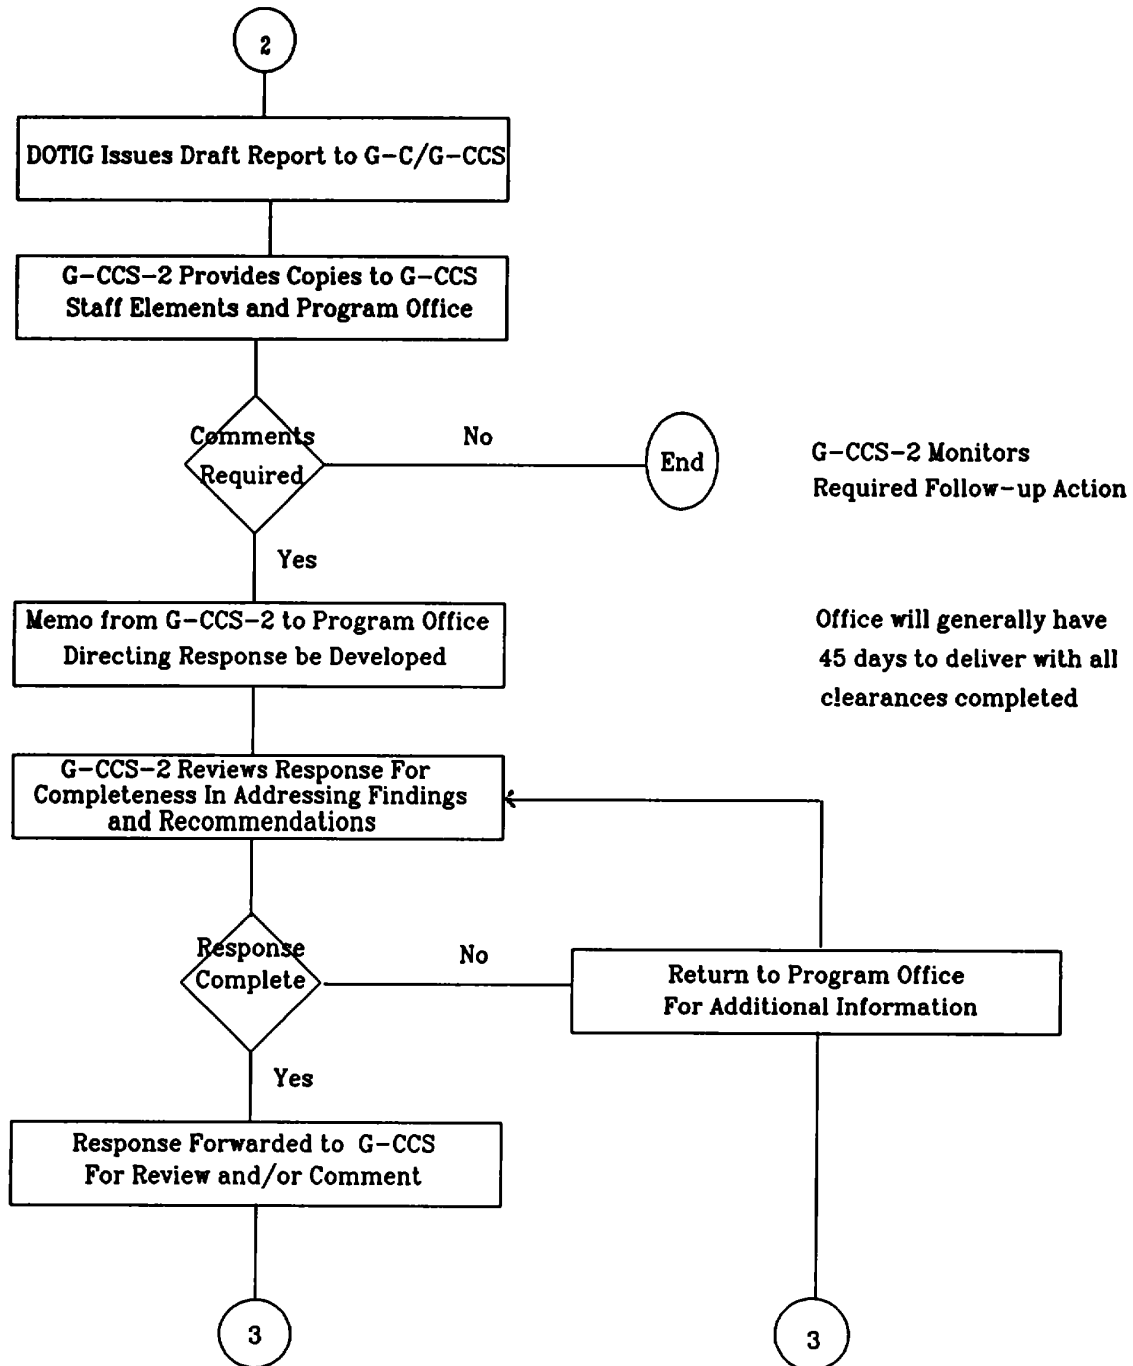 2
DOTIG Issues Draft Report to G-C/G-CCS
G-CCS-2 Provides Copies to G-CCS
Staff Elements and Program Office
Comments
Required
No
End
G-CCS-2 Monitors
Required Follow-up Action
Yes
Memo from G-CCS-2 to Program Office
Directing Response be Developed
Office will generally have
45 days to deliver with all
clearances completed
G-CCS-2 Reviews Response For
Completeness In Addressing Findings
and Recommendations
Response
Complete
No
Return to Program Office
For Additional Information
Yes
Response Forwarded to G-CCS
For Review and/or Comment
3
3